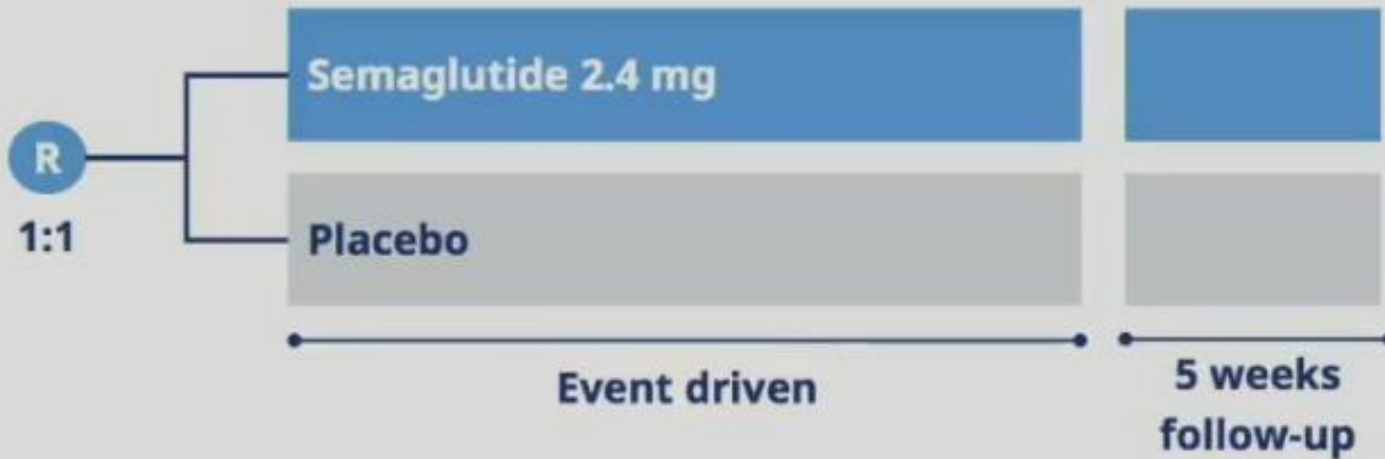 Semaglutide 2.4 mg
R
1:1
Placebo
Event driven
5 weeks
follow-up